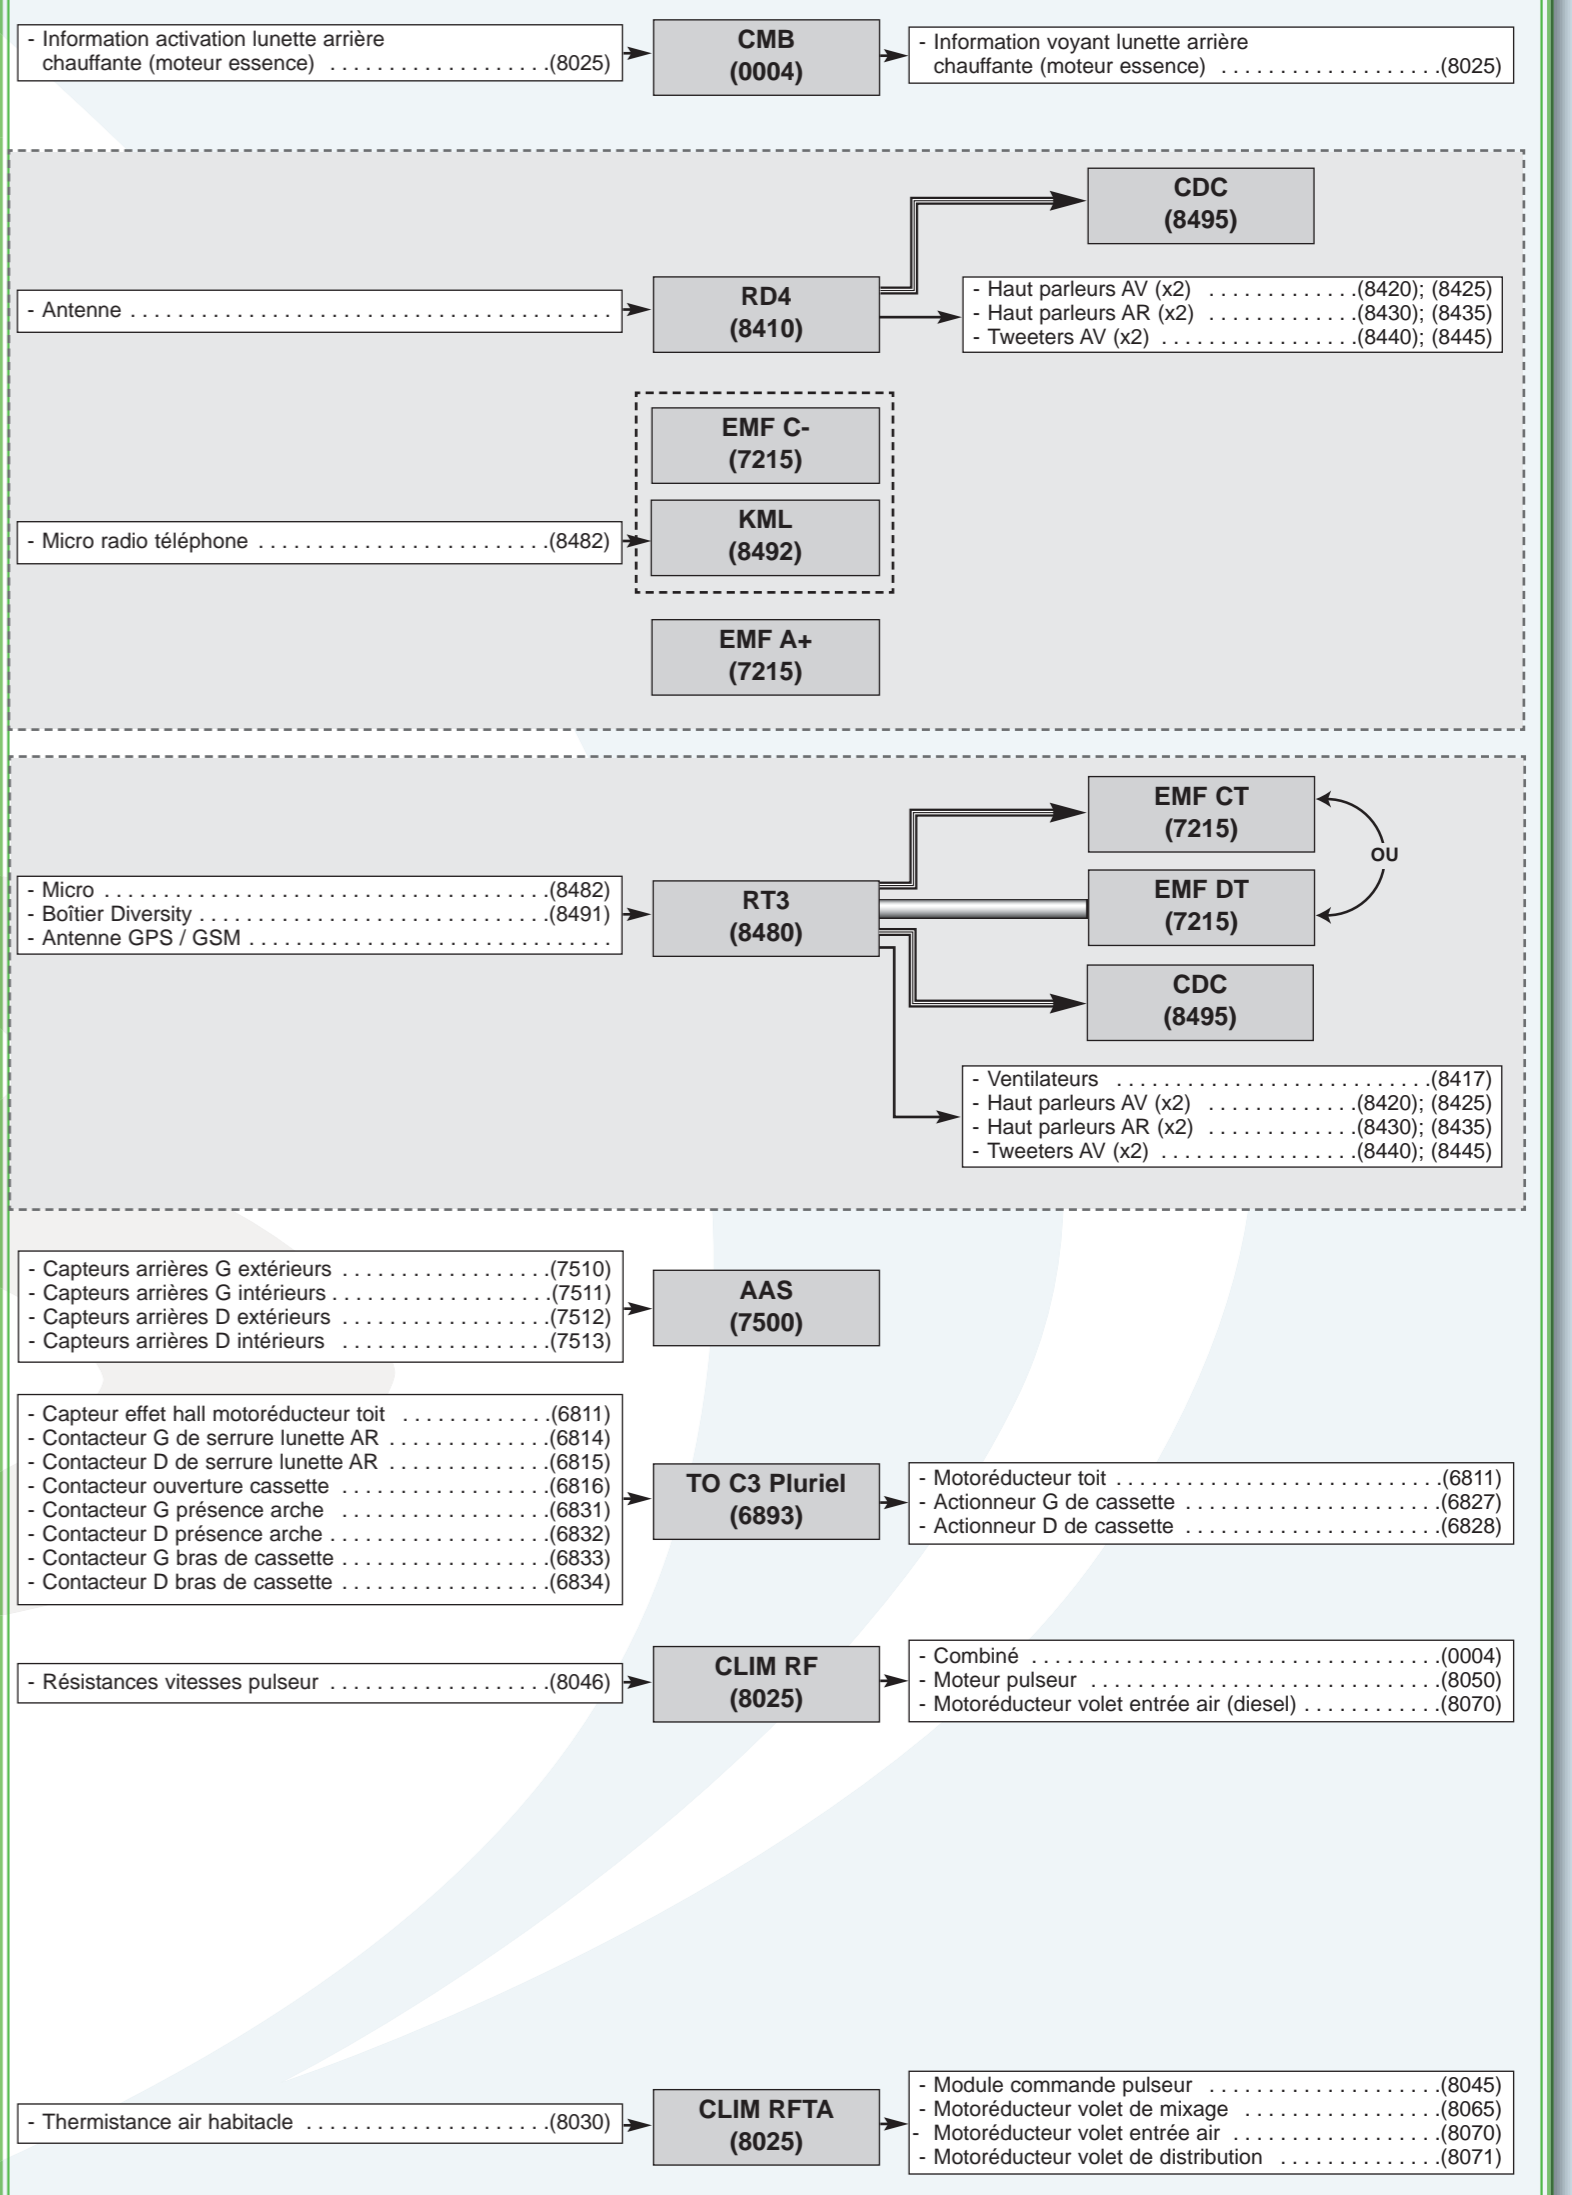 - Information activation lunette arrière
chauffante (moteur essence) . . . . . . . . . . . . . . . . . . .(8025)
CMB
(0004)
- Information voyant lunette arrière
chauffante (moteur essence) . . . . . . . . . . . . . . . . . . .(8025)
CDC
(8495)
- Antenne . . . . . . . . . . . . . . . . . . . . . . . . . . . . . . . . . . . . . . . . .
RD4
(8410)
- Haut parleurs AV (x2) . . . . . . . . . . . . .(8420); (8425)
- Haut parleurs AR (x2) . . . . . . . . . . . . .(8430); (8435)
- Tweeters AV (x2) . . . . . . . . . . . . . . . . .(8440); (8445)
EMF C-
(7215)
- Micro radio téléphone . . . . . . . . . . . . . . . . . . . . . . . . .(8482)
KML
(8492)
EMF A+
(7215)
EMF CT
(7215)
OU
- Micro . . . . . . . . . . . . . . . . . . . . . . . . . . . . . . . . . . . . . .(8482)
- Boîtier Diversity . . . . . . . . . . . . . . . . . . . . . . . . . . . . . .(8491)
- Antenne GPS / GSM . . . . . . . . . . . . . . . . . . . . . . . . . . . . . . .
RT3
(8480)
EMF DT
(7215)
CDC
(8495)
- Ventilateurs . . . . . . . . . . . . . . . . . . . . . . . . . . .(8417)
- Haut parleurs AV (x2) . . . . . . . . . . . . .(8420); (8425)
- Haut parleurs AR (x2) . . . . . . . . . . . . .(8430); (8435)
- Tweeters AV (x2) . . . . . . . . . . . . . . . . .(8440); (8445)
- Capteurs arrières G extérieurs . . . . . . . . . . . . . . . . . .(7510)
- Capteurs arrières G intérieurs . . . . . . . . . . . . . . . . . . .(7511)
- Capteurs arrières D extérieurs . . . . . . . . . . . . . . . . . .(7512)
- Capteurs arrières D intérieurs . . . . . . . . . . . . . . . . . .(7513)
AAS
(7500)
- Capteur effet hall motoréducteur toit . . . . . . . . . . . . .(6811)
- Contacteur G de serrure lunette AR . . . . . . . . . . . . . .(6814)
- Contacteur D de serrure lunette AR . . . . . . . . . . . . . .(6815)
- Contacteur ouverture cassette . . . . . . . . . . . . . . . . . .(6816)
- Contacteur G présence arche . . . . . . . . . . . . . . . . . .(6831)
- Contacteur D présence arche . . . . . . . . . . . . . . . . . . .(6832)
- Contacteur G bras de cassette . . . . . . . . . . . . . . . . . .(6833)
- Contacteur D bras de cassette . . . . . . . . . . . . . . . . . .(6834)
TO C3 Pluriel
(6893)
- Motoréducteur toit . . . . . . . . . . . . . . . . . . . . . . . . . . . .(6811)
- Actionneur G de cassette . . . . . . . . . . . . . . . . . . . . . .(6827)
- Actionneur D de cassette . . . . . . . . . . . . . . . . . . . . . .(6828)
- Résistances vitesses pulseur . . . . . . . . . . . . . . . . . . .(8046)
CLIM RF
(8025)
- Combiné . . . . . . . . . . . . . . . . . . . . . . . . . . . . . . . . . . .(0004)
- Moteur pulseur . . . . . . . . . . . . . . . . . . . . . . . . . . . . . .(8050)
- Motoréducteur volet entrée air (diesel) . . . . . . . . . . . .(8070)
- Thermistance air habitacle . . . . . . . . . . . . . . . . . . . . .(8030)
CLIM RFTA
(8025)
- Module commande pulseur . . . . . . . . . . . . . . . . . . . .(8045)
- Motoréducteur volet de mixage . . . . . . . . . . . . . . . . .(8065)
- Motoréducteur volet entrée air . . . . . . . . . . . . . . . . . .(8070)
- Motoréducteur volet de distribution . . . . . . . . . . . . . .(8071)